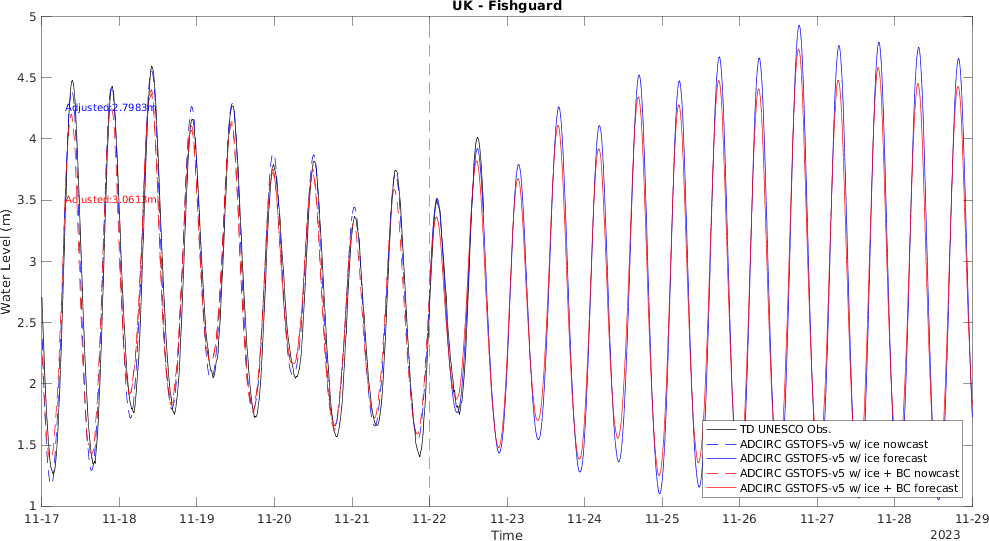 UK - Fishguard
5
4.5
4
3.5
3
2.5
2
1.5
1
Water Level (m)
Adjusted:2.7983m
Adjusted:3.0613m
TD UNESCO Obs.
ADCIRC GSTOFS-v5 w/ ice nowcast
ADCIRC GSTOFS-v5 w/ ice forecast
ADCIRC GSTOFS-v5 w/ ice + BC nowcast
ADCIRC GSTOFS-v5 w/ ice + BC forecast
11-17 11-18 11-19 11-20 11-21 11-22 11-23 11-24 11-25 11-26 11-27 11-28 11-29
Time
2023